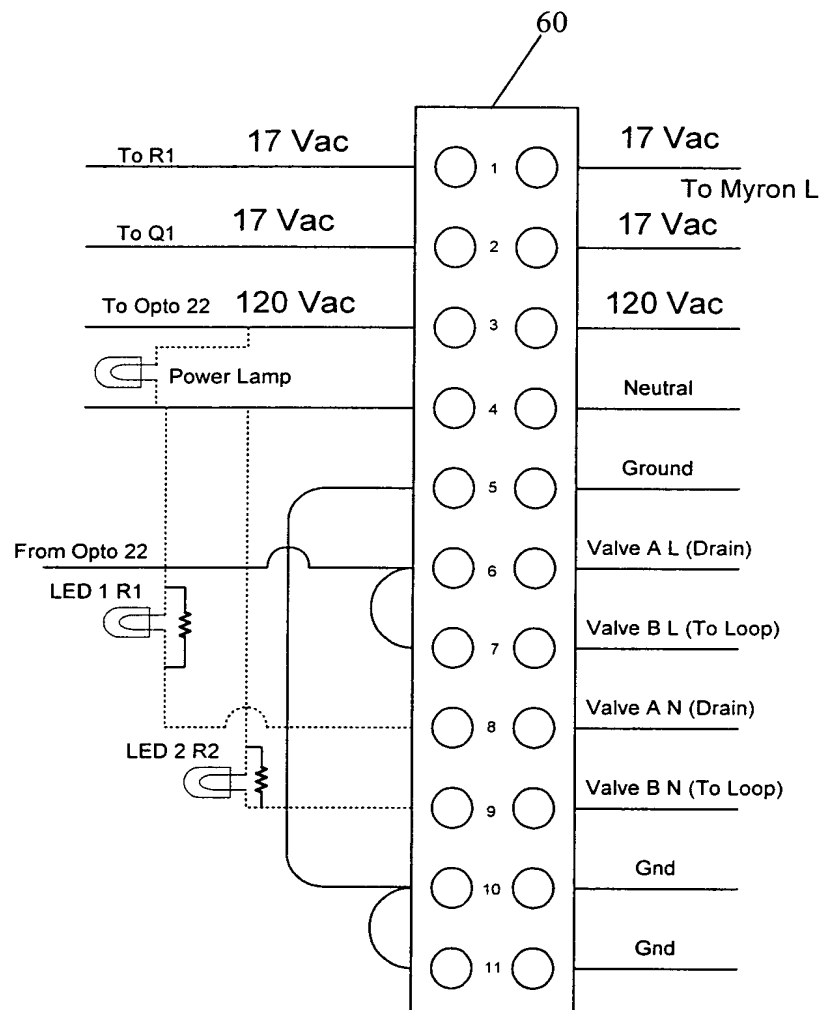 60
To R1 17 Vac 1 17 Vac
To Myron L
To Q1 17 Vac 2 17 Vac
To Opto 22 120 Vac 3 120 Vac
Power Lamp
4 Neutral
5 Ground
From Opto 22 6 Valve A L (Drain)
LED 1 R1
7 Valve B L (To Loop)
8 Valve A N (Drain)
LED 2 R2
9 Valve B N (To Loop)
10 Gnd
11 Gnd